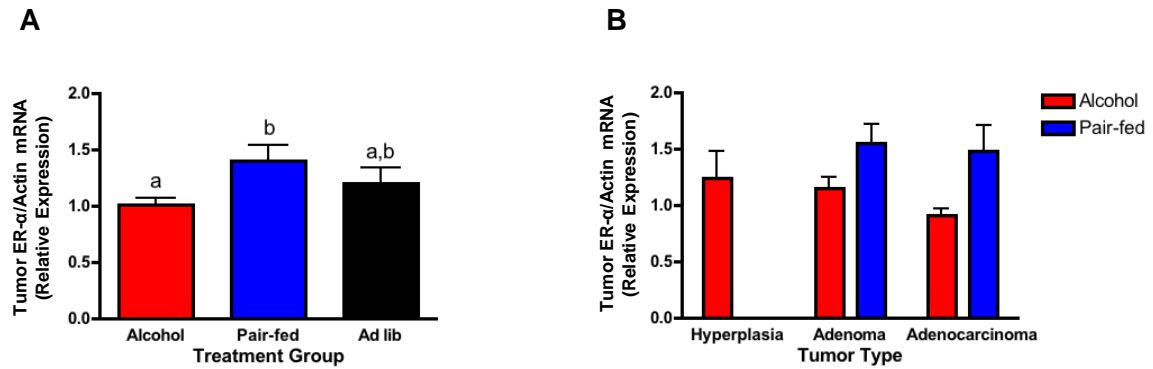 A
B
Tumor ER-α/Actin mRNA
(Relative Expression)
2.0
1.5
1.0
0.5
0.0
a
b
a,b
Alcohol
Pair-fed
Ad lib
Treatment Group
Tumor ER-α/Actin mRNA
(Relative Expression)
2.0
1.5
1.0
0.5
0.0
Hyperplasia
Adenoma
Adenocarcinoma
Tumor Type
Alcohol
Pair-fed